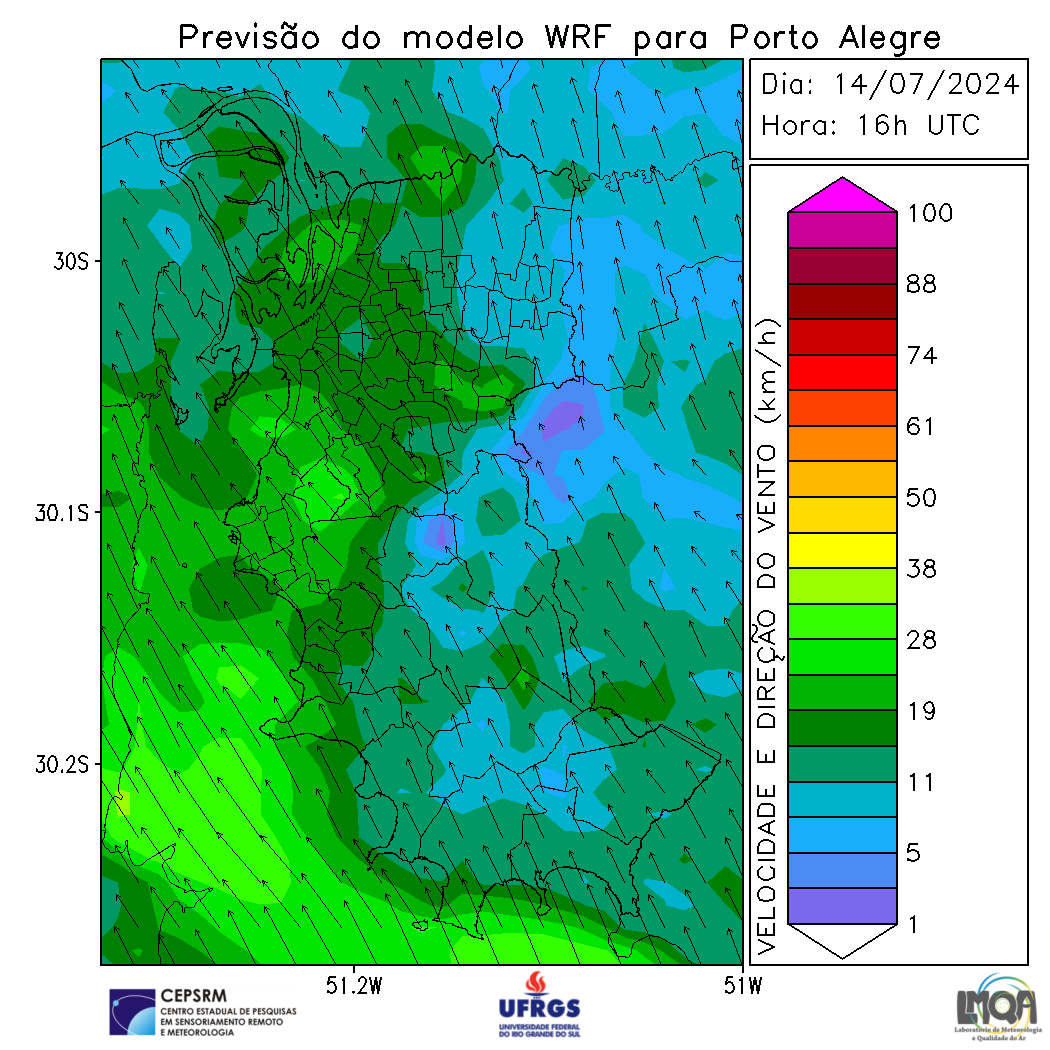 Previsão do modelo WRF para Porto Alegre
Dia: 14/07/2024
Hora: 16h UTC
30S
30.1S
30.2S
51.2W
51W
VELOCIDADE E DIREÇÃO DO VENTO (km/h)
100
88
74
61
50
38
28
19
11
5
1
CEPSRM
CENTRO ESTADUAL DE PESQUISAS
EM SENSORIAMENTO REMOTO
E METEOROLOGIA
UFRGS
UNIVERSIDADE FEDERAL
DO RIO GRANDE DO SUL
LMQA
Laboratório de Meteorologia
e Qualidade do Ar